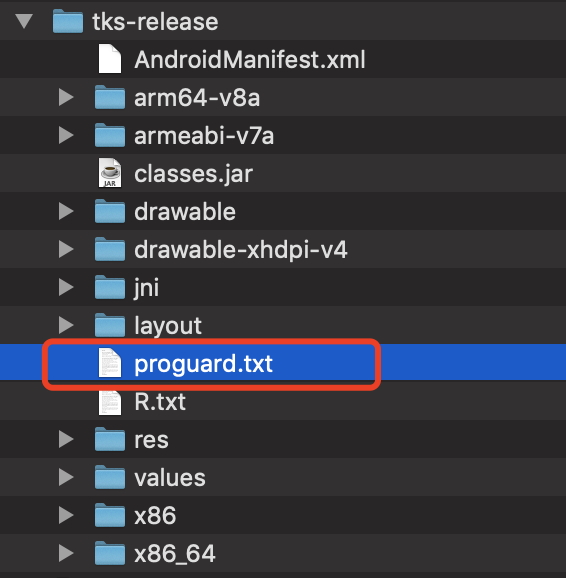 tks-release
AndroidManifest.xml
arm64-v8a
armeabi-v7a
JAR
classes.jar
drawable
drawable-xhdpi-v4
jni
layout
proguard.txt
R.txt
res
values
x86
x86_64